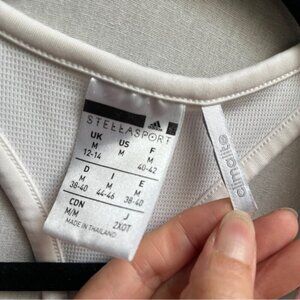 STELLASPORT
UK US F
M M M
12-14 40-42
D I E
M M M
38-40 44-46 38-40
CDN J
M/M 2XOT
MADE IN THAILAND
climalite